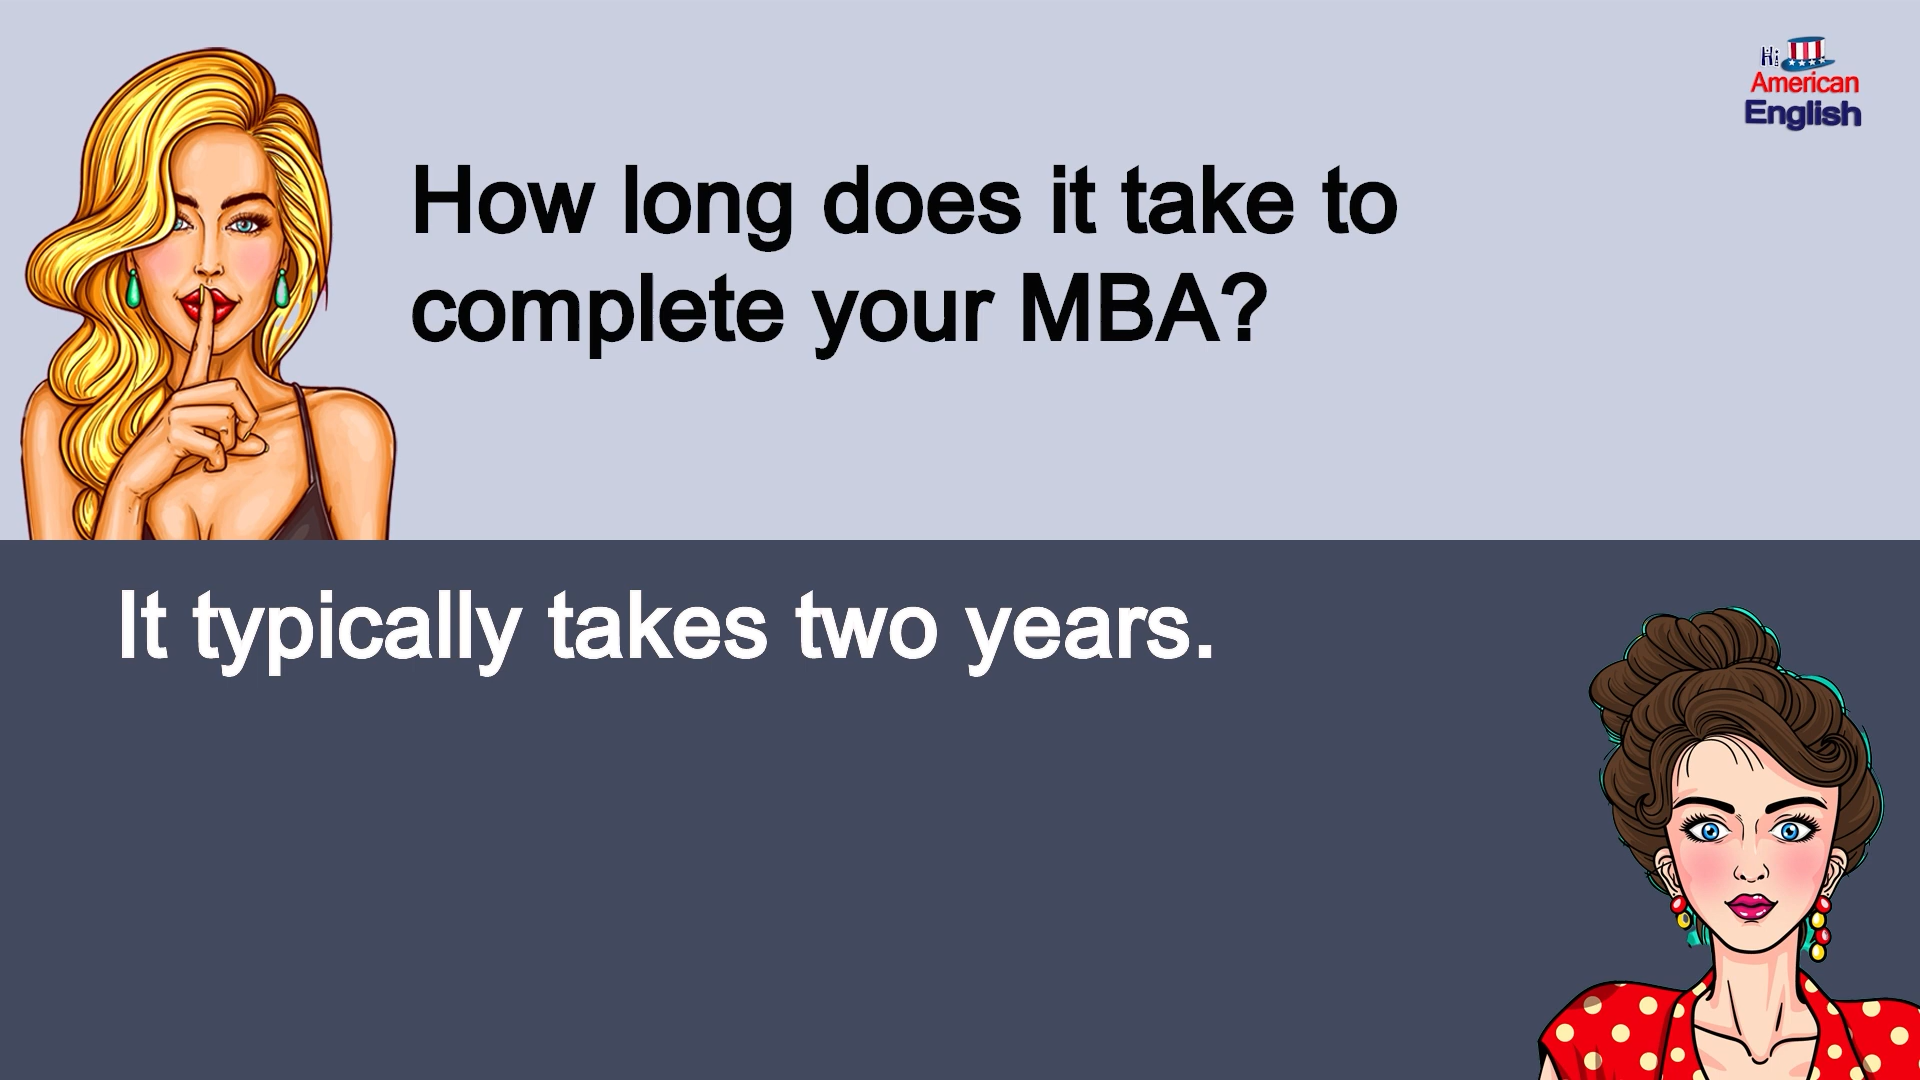 Hi
American
English
How long does it take to
complete your MBA?
It typically takes two years.